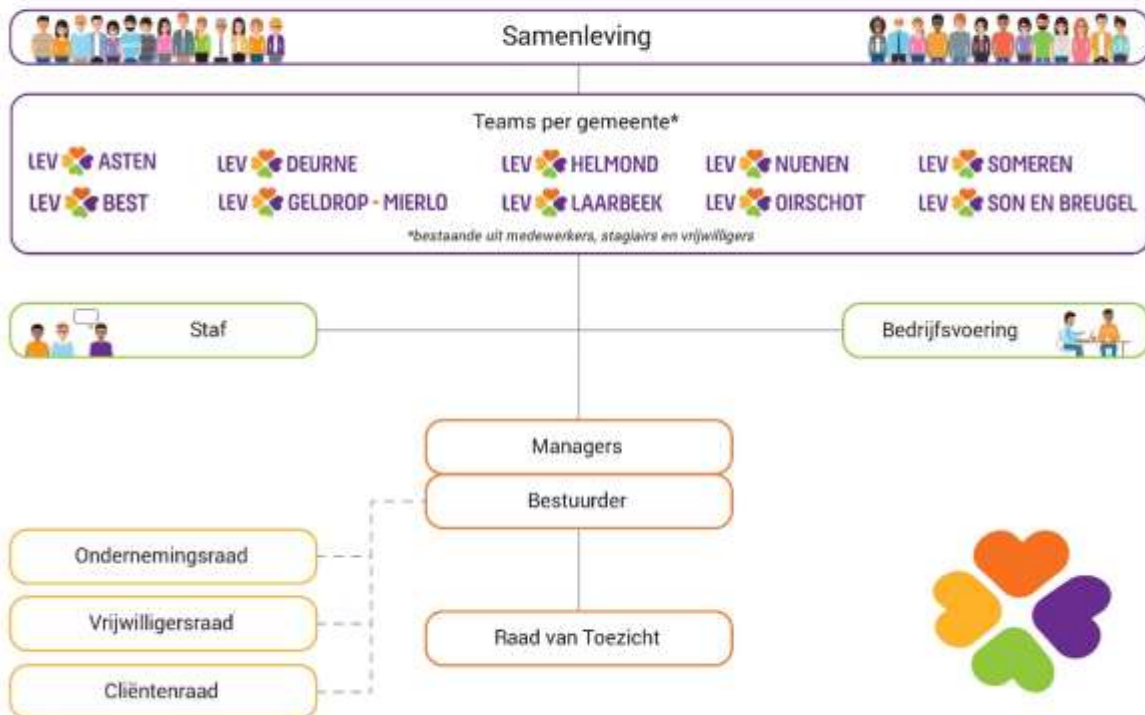 Samenleving
Teams per gemeente*
LEV ASTEN
LEV DEURNE
LEV HELMOND
LEV NUENEN
LEV SOMEREN
LEV BEST
LEV GELDROP - MIERLO
LEV LAARBEEK
LEV OIRSCHOT
LEV SON EN BREUGEL
*bestaande uit medewerkers, stagiairs en vrijwilligers
Staf
Bedrijfsvoering
Managers
Bestuurder
Ondernemingsraad
Vrijwilligersraad
Raad van Toezicht
Cliëntenraad